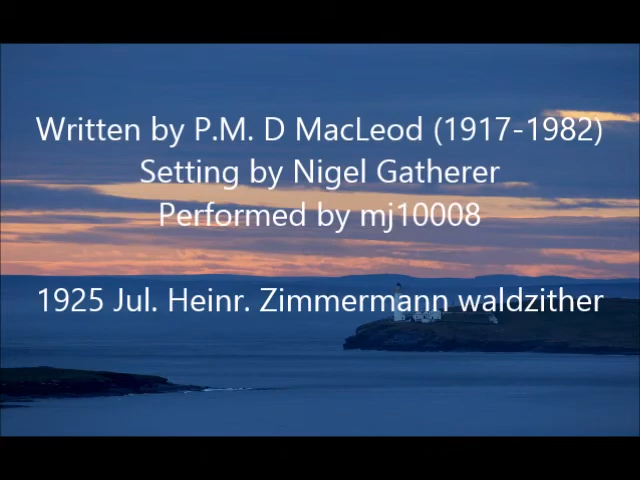 Written by P.M. D MacLeod (1917-1982)
Setting by Nigel Gatherer
Performed by mj10008
1925 Jul. Heinr. Zimmermann waldzither